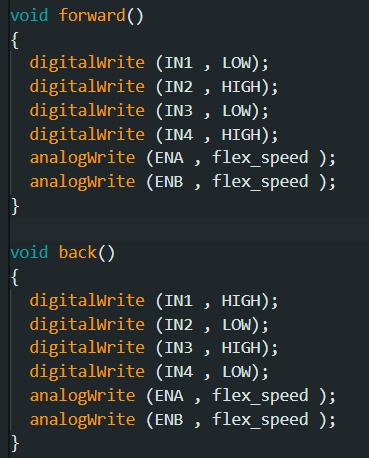 void forward()
{
  digitalWrite (IN1 , LOW);
  digitalWrite (IN2 , HIGH);
  digitalWrite (IN3 , LOW);
  digitalWrite (IN4 , HIGH);
  analogWrite (ENA , flex_speed );
  analogWrite (ENB , flex_speed );
}

void back()
{
  digitalWrite (IN1 , HIGH);
  digitalWrite (IN2 , LOW);
  digitalWrite (IN3 , HIGH);
  digitalWrite (IN4 , LOW);
  analogWrite (ENA , flex_speed );
  analogWrite (ENB , flex_speed );
}